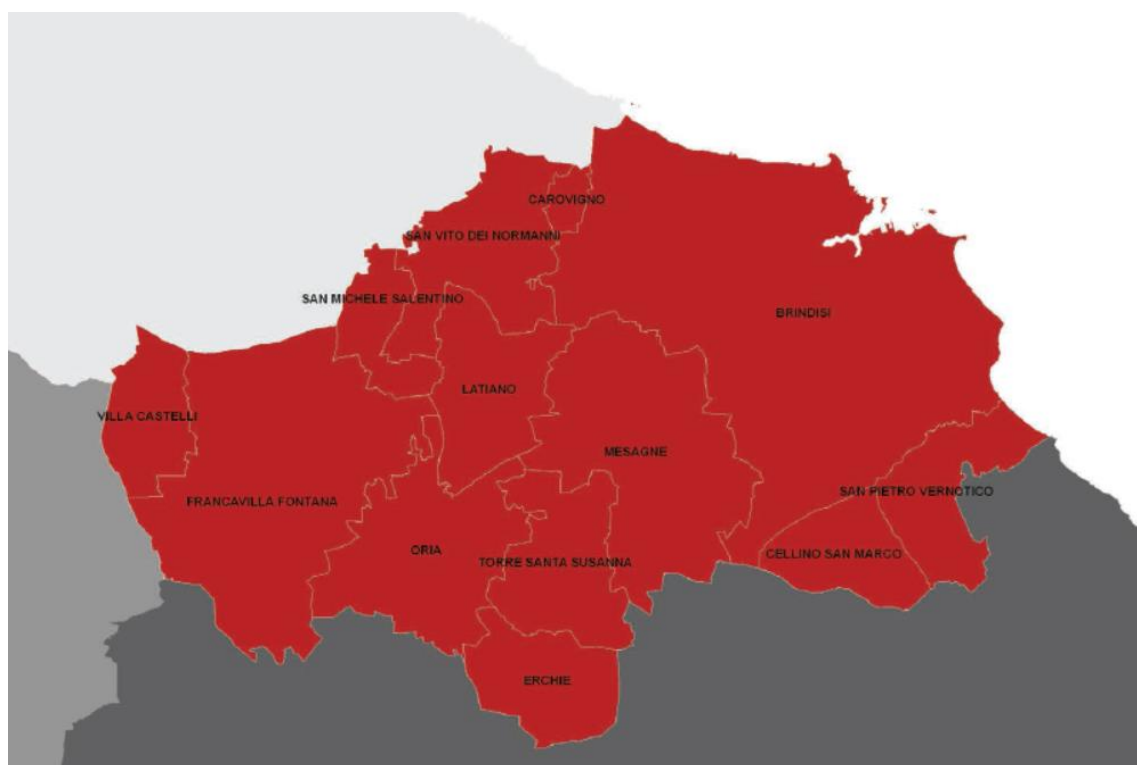 CAROVIGNO
SAN VITO DEI NORMANNI
SAN MICHELE SALENTINO
BRINDISI
LATIANO
VILLA CASTELLI
MESAGNE
SAN PIETRO VERNOTICO
FRANCAVILLA FONTANA
ORIA
CELLINO SAN MARCO
TORRE SANTA SUSANNA
ERCHIE